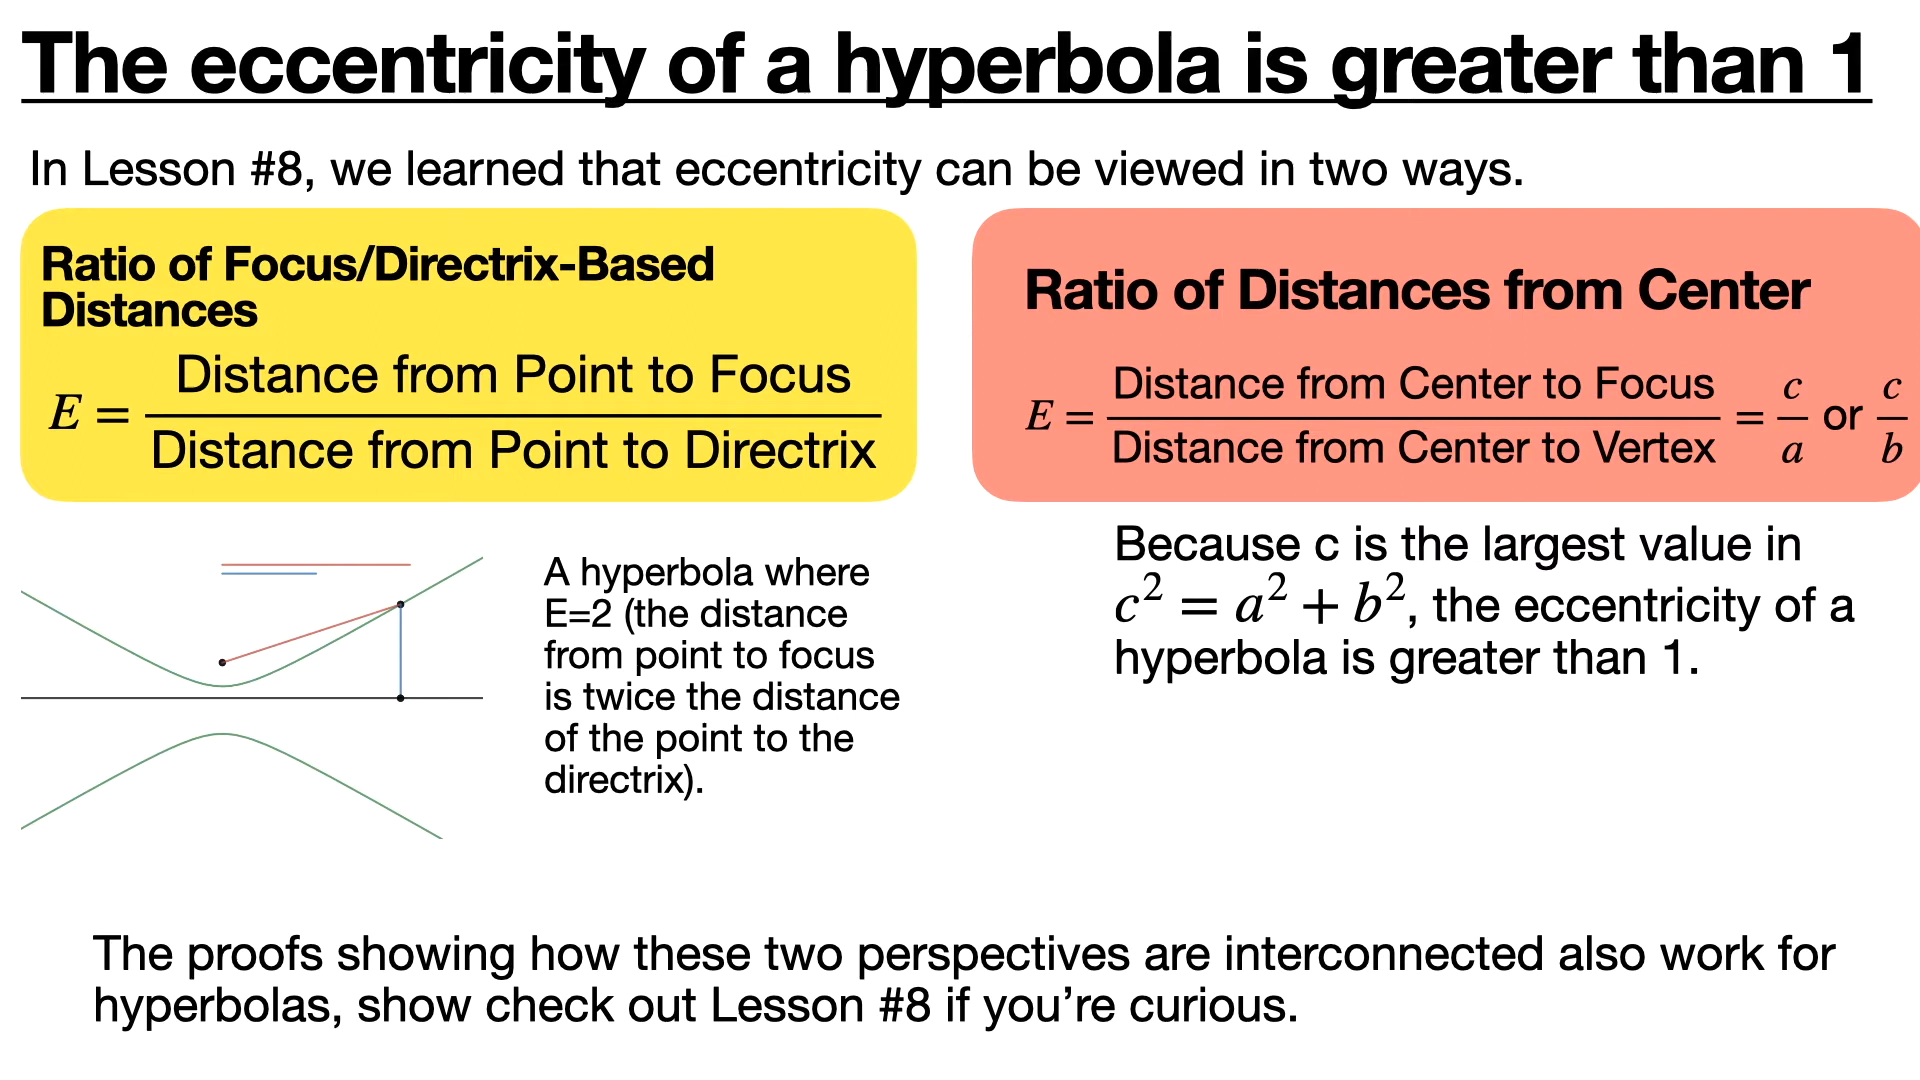 The eccentricity of a hyperbola is greater than 1
In Lesson #8, we learned that eccentricity can be viewed in two ways.
Ratio of Focus/Directrix-Based
Distances
E = Distance from Point to Focus / Distance from Point to Directrix
Ratio of Distances from Center
E = Distance from Center to Focus / Distance from Center to Vertex = c/a or c/b
A hyperbola where
E=2 (the distance
from point to focus
is twice the distance
of the point to the
directrix).
Because c is the largest value in
c² = a² + b², the eccentricity of a
hyperbola is greater than 1.
The proofs showing how these two perspectives are interconnected also work for
hyperbolas, show check out Lesson #8 if you’re curious.